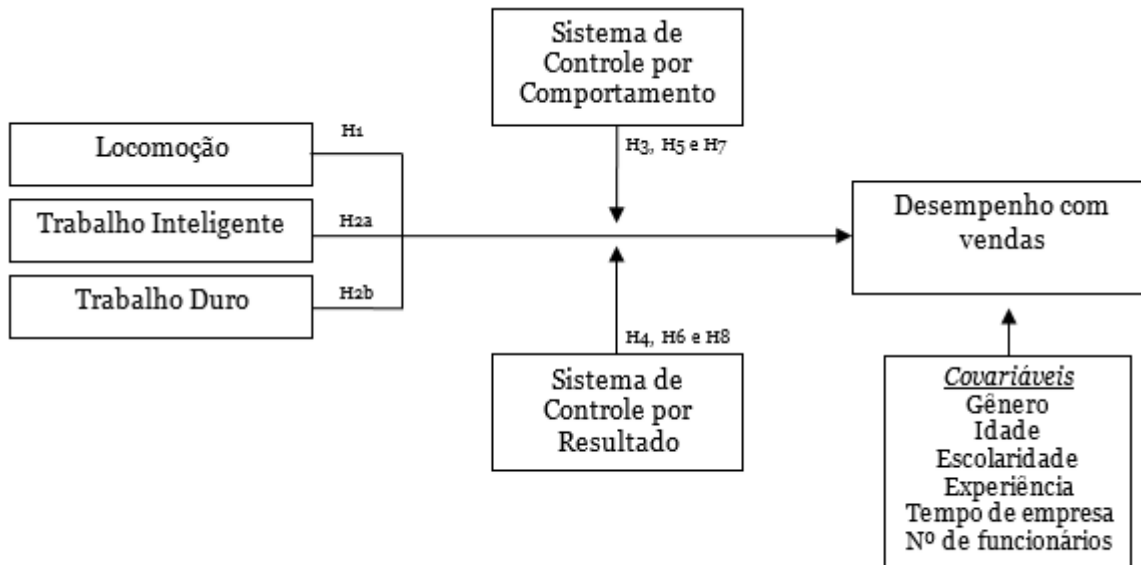 Sistema de
Controle por
Comportamento
H3, H5 e H7
Locomoção
H1
Trabalho Inteligente
H2a
Trabalho Duro
H2b
Desempenho com
vendas
H4, H6 e H8
Sistema de
Controle por
Resultado
Covariáveis
Gênero
Idade
Escolaridade
Experiência
Tempo de empresa
Nº de funcionários